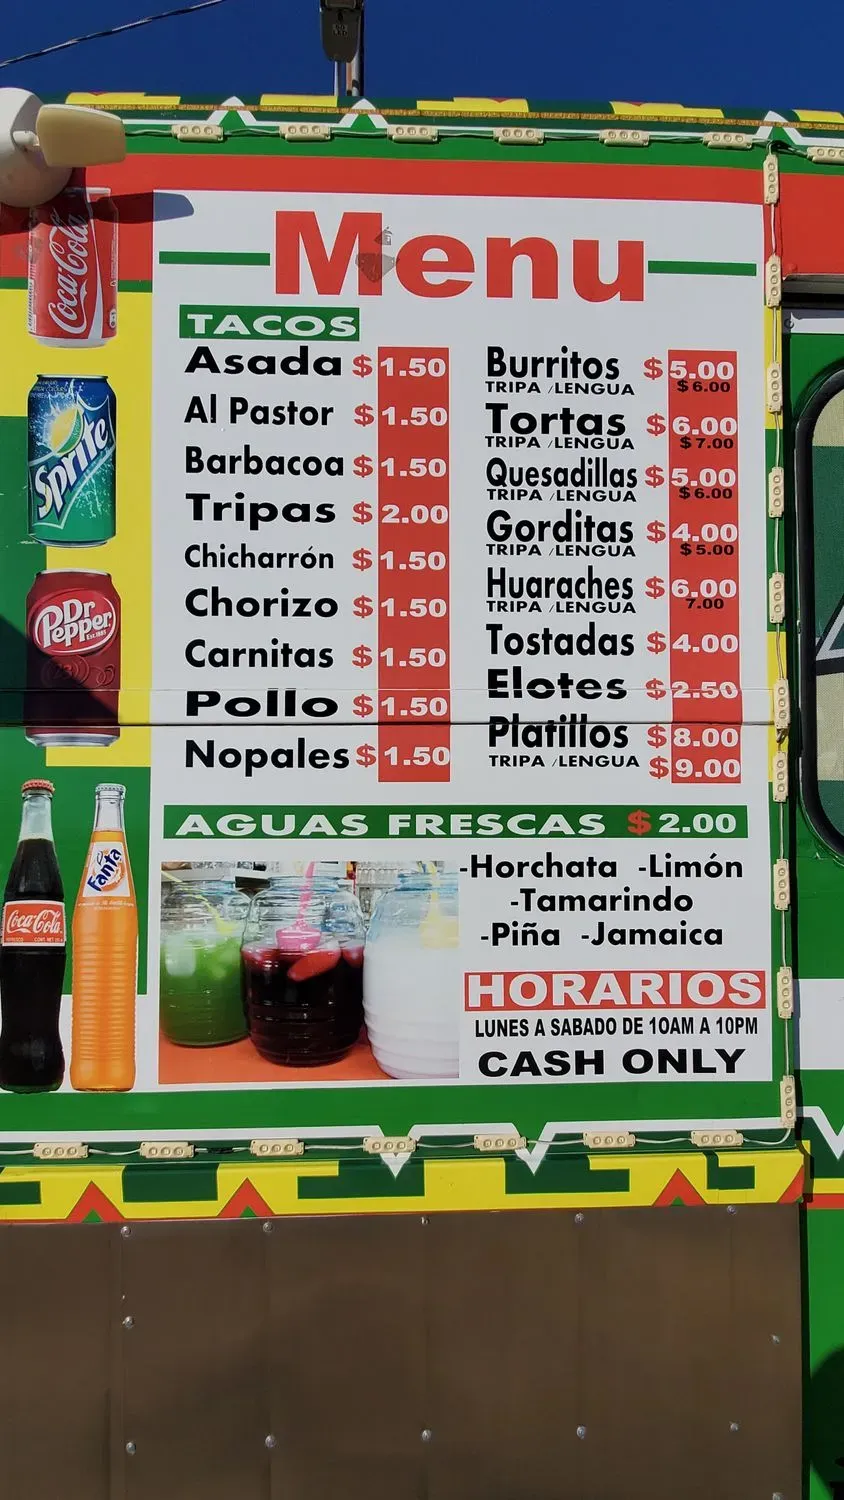 Menu
TACOS
Asada $1.50
Al Pastor $1.50
Barbacoa $1.50
Tripas $2.00
Chicharrón $1.50
Chorizo $1.50
Carnitas $1.50
Pollo $1.50
Nopales $1.50
Burritos $5.00
TRIPA /LENGUA $6.00
Tortas $6.00
TRIPA /LENGUA $7.00
Quesadillas $5.00
TRIPA /LENGUA $6.00
Gorditas $4.00
TRIPA /LENGUA $5.00
Huaraches $6.00
TRIPA /LENGUA 7.00
Tostadas $4.00
Elotes $2.50
Platillos $8.00
TRIPA /LENGUA $9.00
AGUAS FRESCAS $2.00
-Horchata -Limón
-Tamarindo
-Piña -Jamaica
HORARIOS
LUNES A SABADO DE 10AM A 10PM
CASH ONLY
Coca-Cola
Sprite
Dr
Pepper
Est. 1885
23
Coca-Cola
Fanta